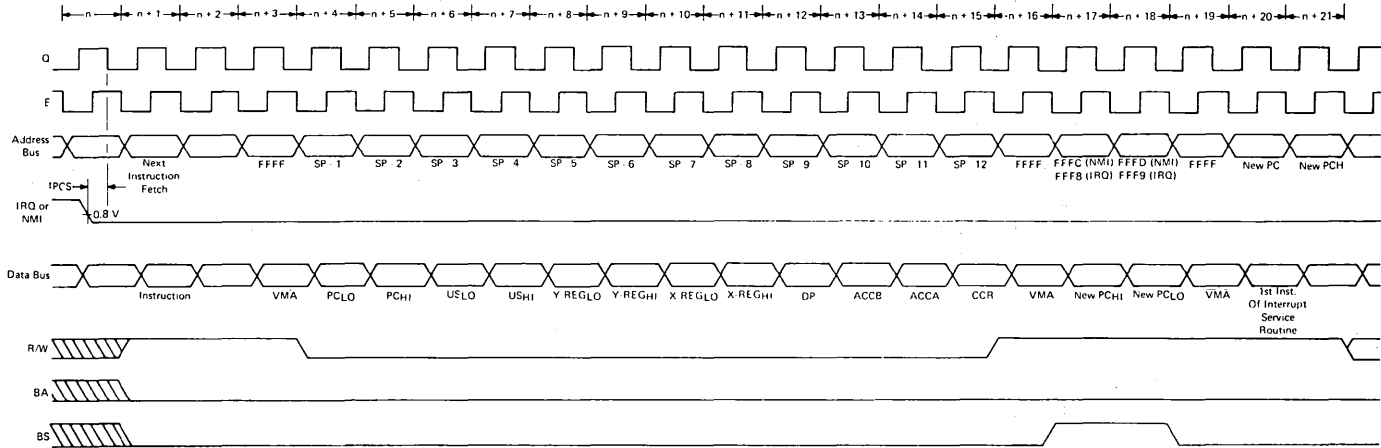 n n + 1 n + 2 n + 3 n + 4 n + 5 n + 6 n + 7 n + 8 n + 9 n + 10 n + 11 n + 12 n + 13 n + 14 n + 15 n + 16 n + 17 n + 18 n + 19 n + 20 n + 21
Q
E
Address Bus
Next Instruction Fetch
FFFF SP - 1 SP - 2 SP 3 SP 4 SP 5 SP - 6 SP 7 SP - 8 SP 9 SP 10 SP 11 SP 12 FFFF FFFC (NMI) FFFD (NMI) FFFF New PC New PCH
FFF8 (IRQ) FFF9 (IRQ)
tPCS
IRQ or NMI
0.8 V
Data Bus
Instruction VMA PCLO PCHI USLO USHI Y REGLO Y-REGHI X REGLO X-REGHI DP ACCB ACCA CCR VMA New PCHI New PCLO VMA 1st Inst.
Of Interrupt
Service
Routine
R/W
BA
BS